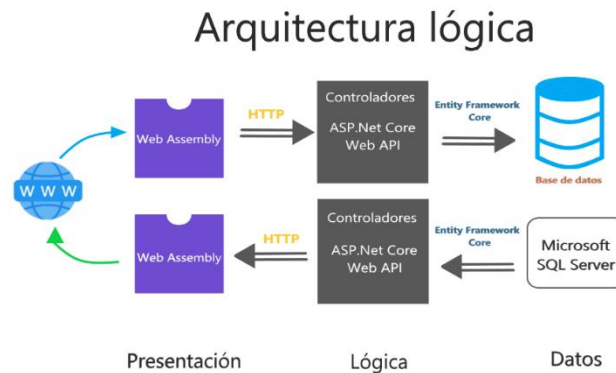 Arquitectura lógica
Controladores
ASP.Net Core
Web API
Web Assembly
HTTP
Entity Framework
Core
Base de datos
WWW
Controladores
ASP.Net Core
Web API
Web Assembly
HTTP
Entity Framework
Core
Microsoft
SQL Server
Presentación
Lógica
Datos